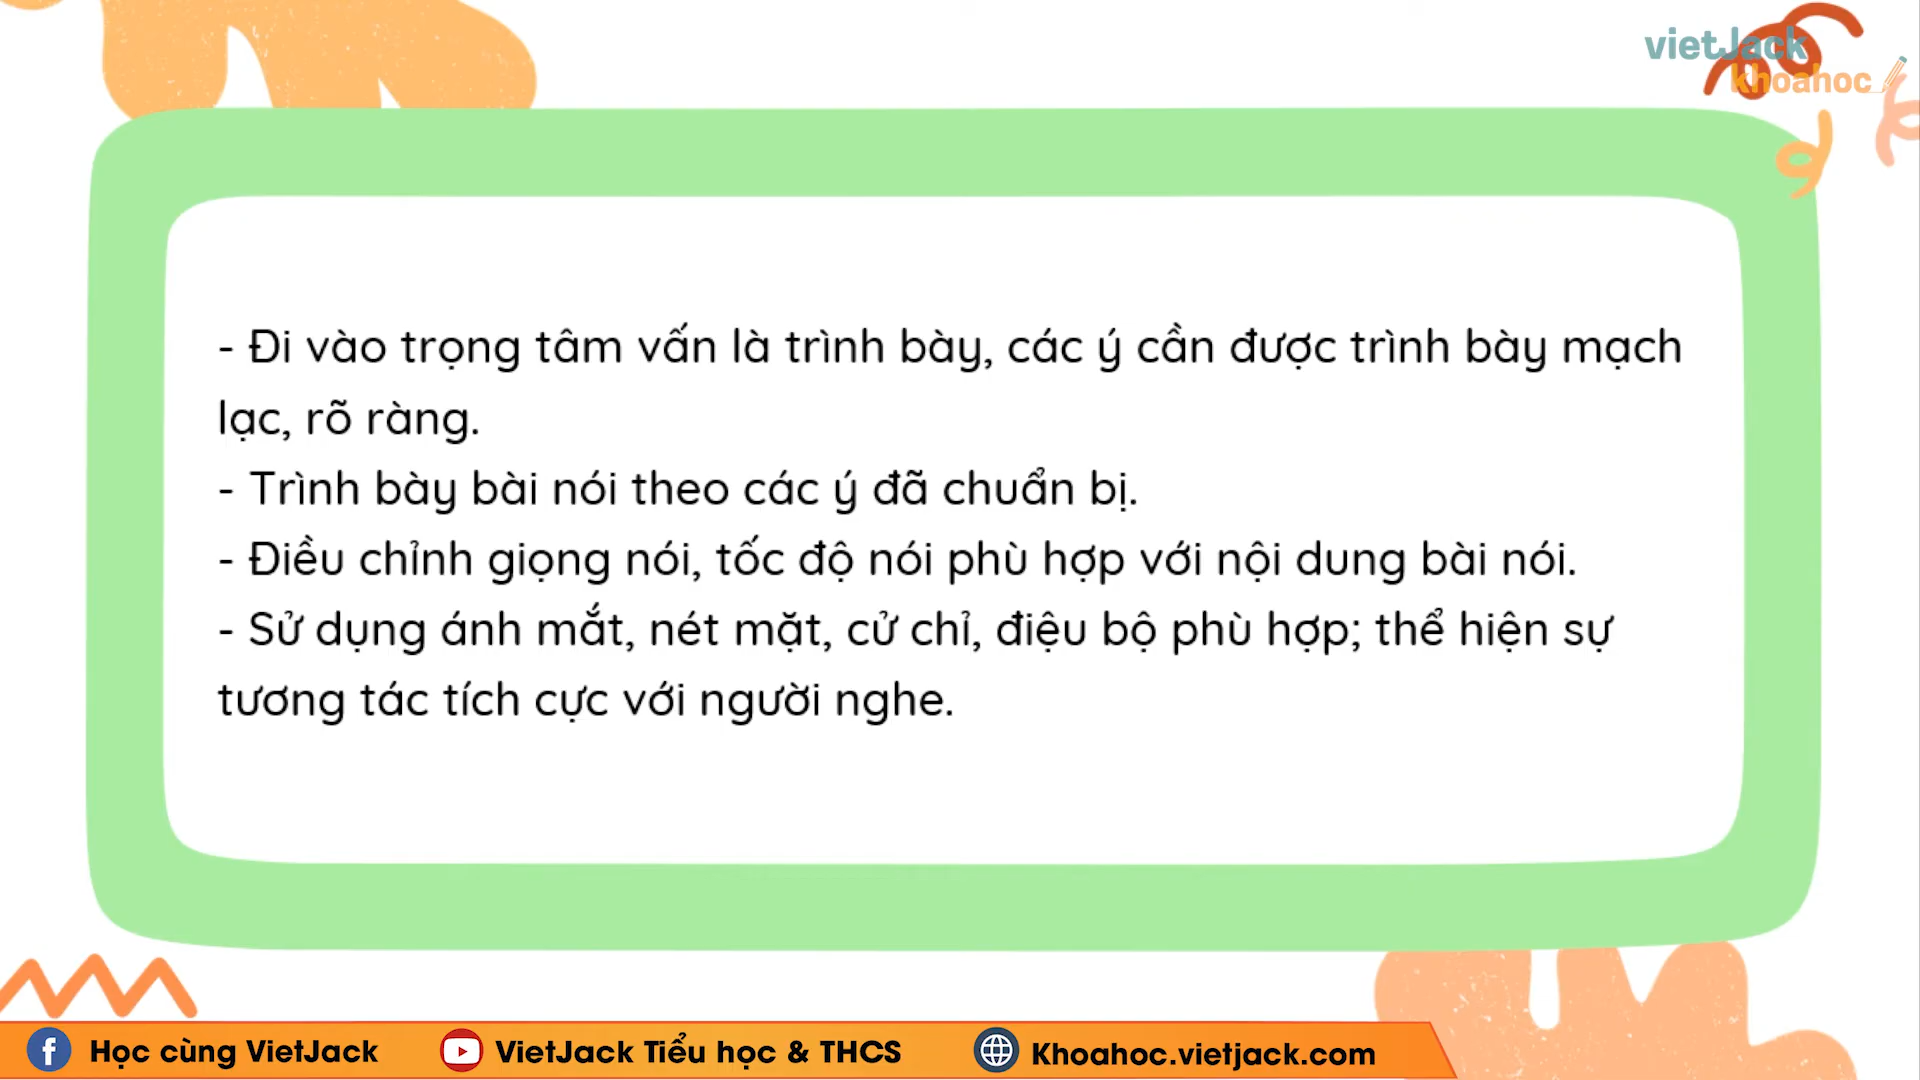 vietJack
khoahoc
- Đi vào trọng tâm vấn là trình bày, các ý cần được trình bày mạch
lạc, rõ ràng.
- Trình bày bài nói theo các ý đã chuẩn bị.
- Điều chỉnh giọng nói, tốc độ nói phù hợp với nội dung bài nói.
- Sử dụng ánh mắt, nét mặt, cử chỉ, điệu bộ phù hợp; thể hiện sự
tương tác tích cực với người nghe.
Học cùng VietJack
VietJack Tiểu học & THCS
Khoahoc.vietjack.com